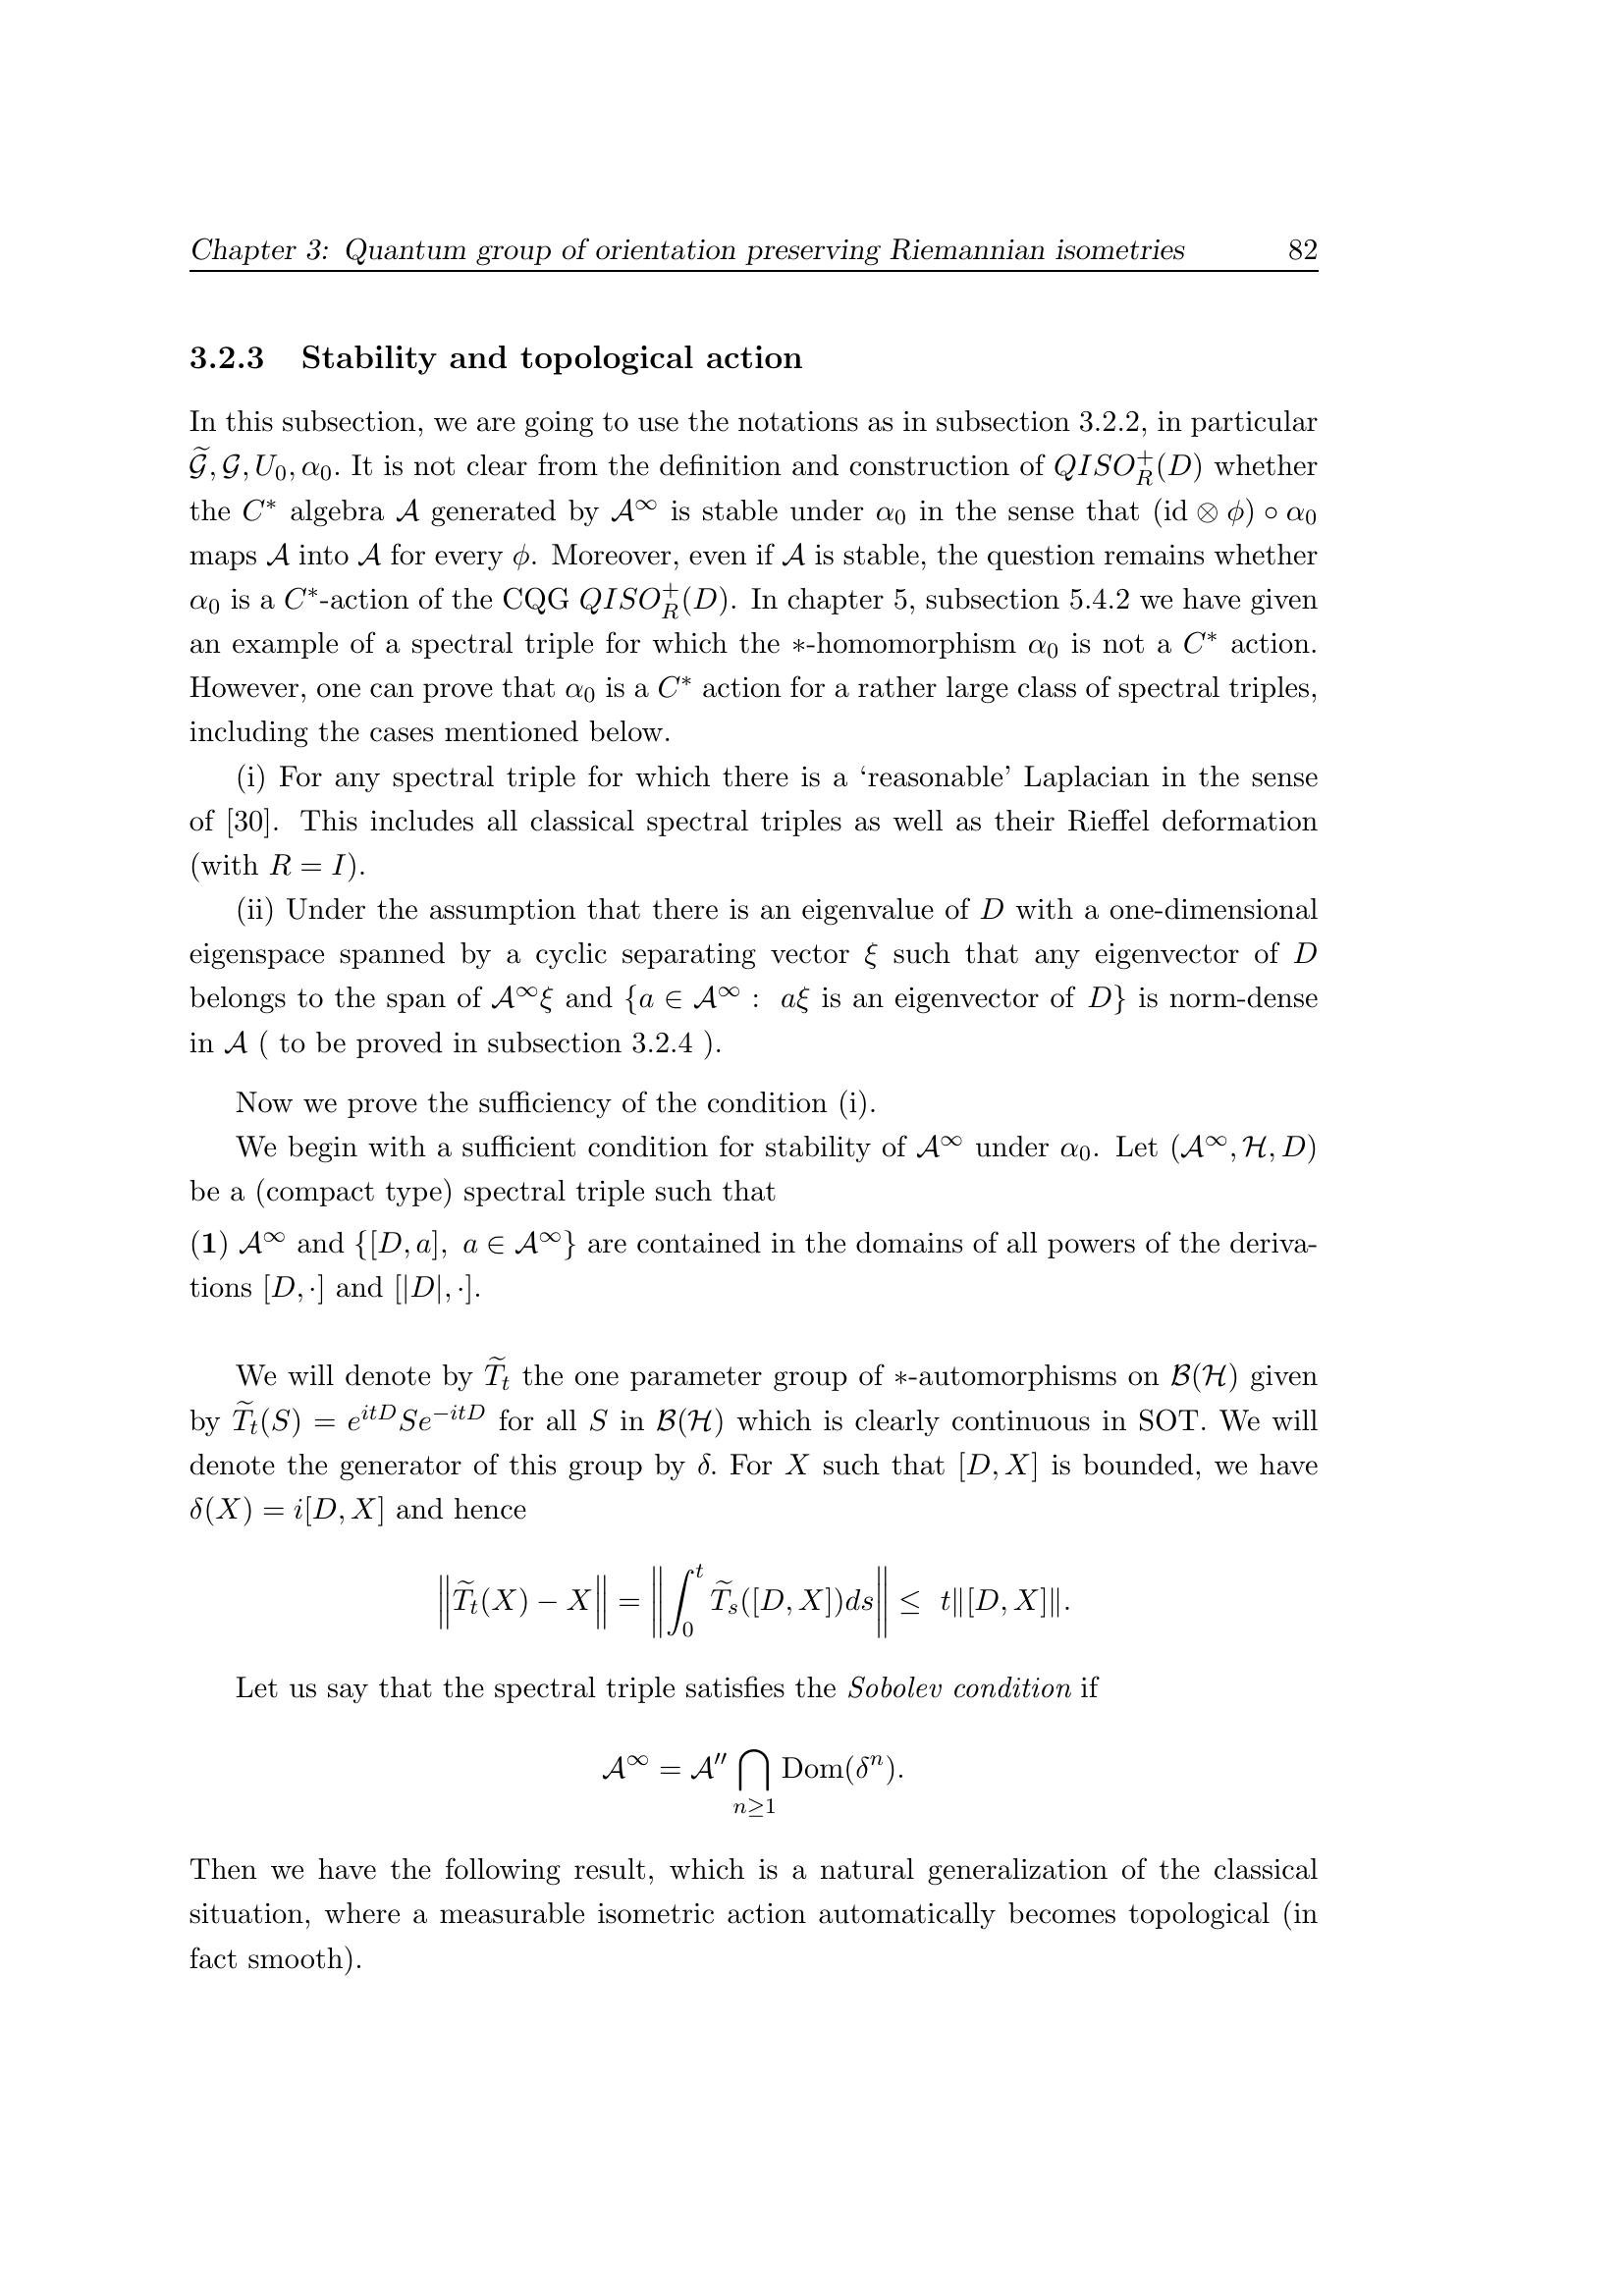 Chapter 3: Quantum group of orientation preserving Riemannian isometries 82
3.2.3 Stability and topological action
In this subsection, we are going to use the notations as in subsection 3.2.2, in particular
$\widetilde{\mathcal{G}}, \mathcal{G}, U_0, \alpha_0$. It is not clear from the definition and construction of $QISO_R^+(D)$ whether
the $C^*$ algebra $\mathcal{A}$ generated by $\mathcal{A}^\infty$ is stable under $\alpha_0$ in the sense that $(\mathrm{id} \otimes \phi) \circ \alpha_0$
maps $\mathcal{A}$ into $\mathcal{A}$ for every $\phi$. Moreover, even if $\mathcal{A}$ is stable, the question remains whether
$\alpha_0$ is a $C^*$-action of the CQG $QISO_R^+(D)$. In chapter 5, subsection 5.4.2 we have given
an example of a spectral triple for which the $*$-homomorphism $\alpha_0$ is not a $C^*$ action.
However, one can prove that $\alpha_0$ is a $C^*$ action for a rather large class of spectral triples,
including the cases mentioned below.
(i) For any spectral triple for which there is a ‘reasonable’ Laplacian in the sense
of [30]. This includes all classical spectral triples as well as their Rieffel deformation
(with $R = I$).
(ii) Under the assumption that there is an eigenvalue of $D$ with a one-dimensional
eigenspace spanned by a cyclic separating vector $\xi$ such that any eigenvector of $D$
belongs to the span of $\mathcal{A}^\infty\xi$ and $\{a \in \mathcal{A}^\infty : \ a\xi \text{ is an eigenvector of } D\}$ is norm-dense
in $\mathcal{A}$ ( to be proved in subsection 3.2.4 ).
Now we prove the sufficiency of the condition (i).
We begin with a sufficient condition for stability of $\mathcal{A}^\infty$ under $\alpha_0$. Let $(\mathcal{A}^\infty, \mathcal{H}, D)$
be a (compact type) spectral triple such that
(1) $\mathcal{A}^\infty$ and $\{[D, a], \ a \in \mathcal{A}^\infty\}$ are contained in the domains of all powers of the deriva-
tions $[D, \cdot]$ and $[|D|, \cdot]$.
We will denote by $\widetilde{T}_t$ the one parameter group of $*$-automorphisms on $\mathcal{B}(\mathcal{H})$ given
by $\widetilde{T}_t(S) = e^{itD}Se^{-itD}$ for all $S$ in $\mathcal{B}(\mathcal{H})$ which is clearly continuous in SOT. We will
denote the generator of this group by $\delta$. For $X$ such that $[D, X]$ is bounded, we have
$\delta(X) = i[D, X]$ and hence
$$\left\|\widetilde{T}_t(X) - X\right\| = \left\|\int_0^t \widetilde{T}_s([D, X])ds\right\| \leq \ t\|[D, X]\|.$$
Let us say that the spectral triple satisfies the Sobolev condition if
$$\mathcal{A}^\infty = \mathcal{A}'' \bigcap_{n \geq 1} \mathrm{Dom}(\delta^n).$$
Then we have the following result, which is a natural generalization of the classical
situation, where a measurable isometric action automatically becomes topological (in
fact smooth).